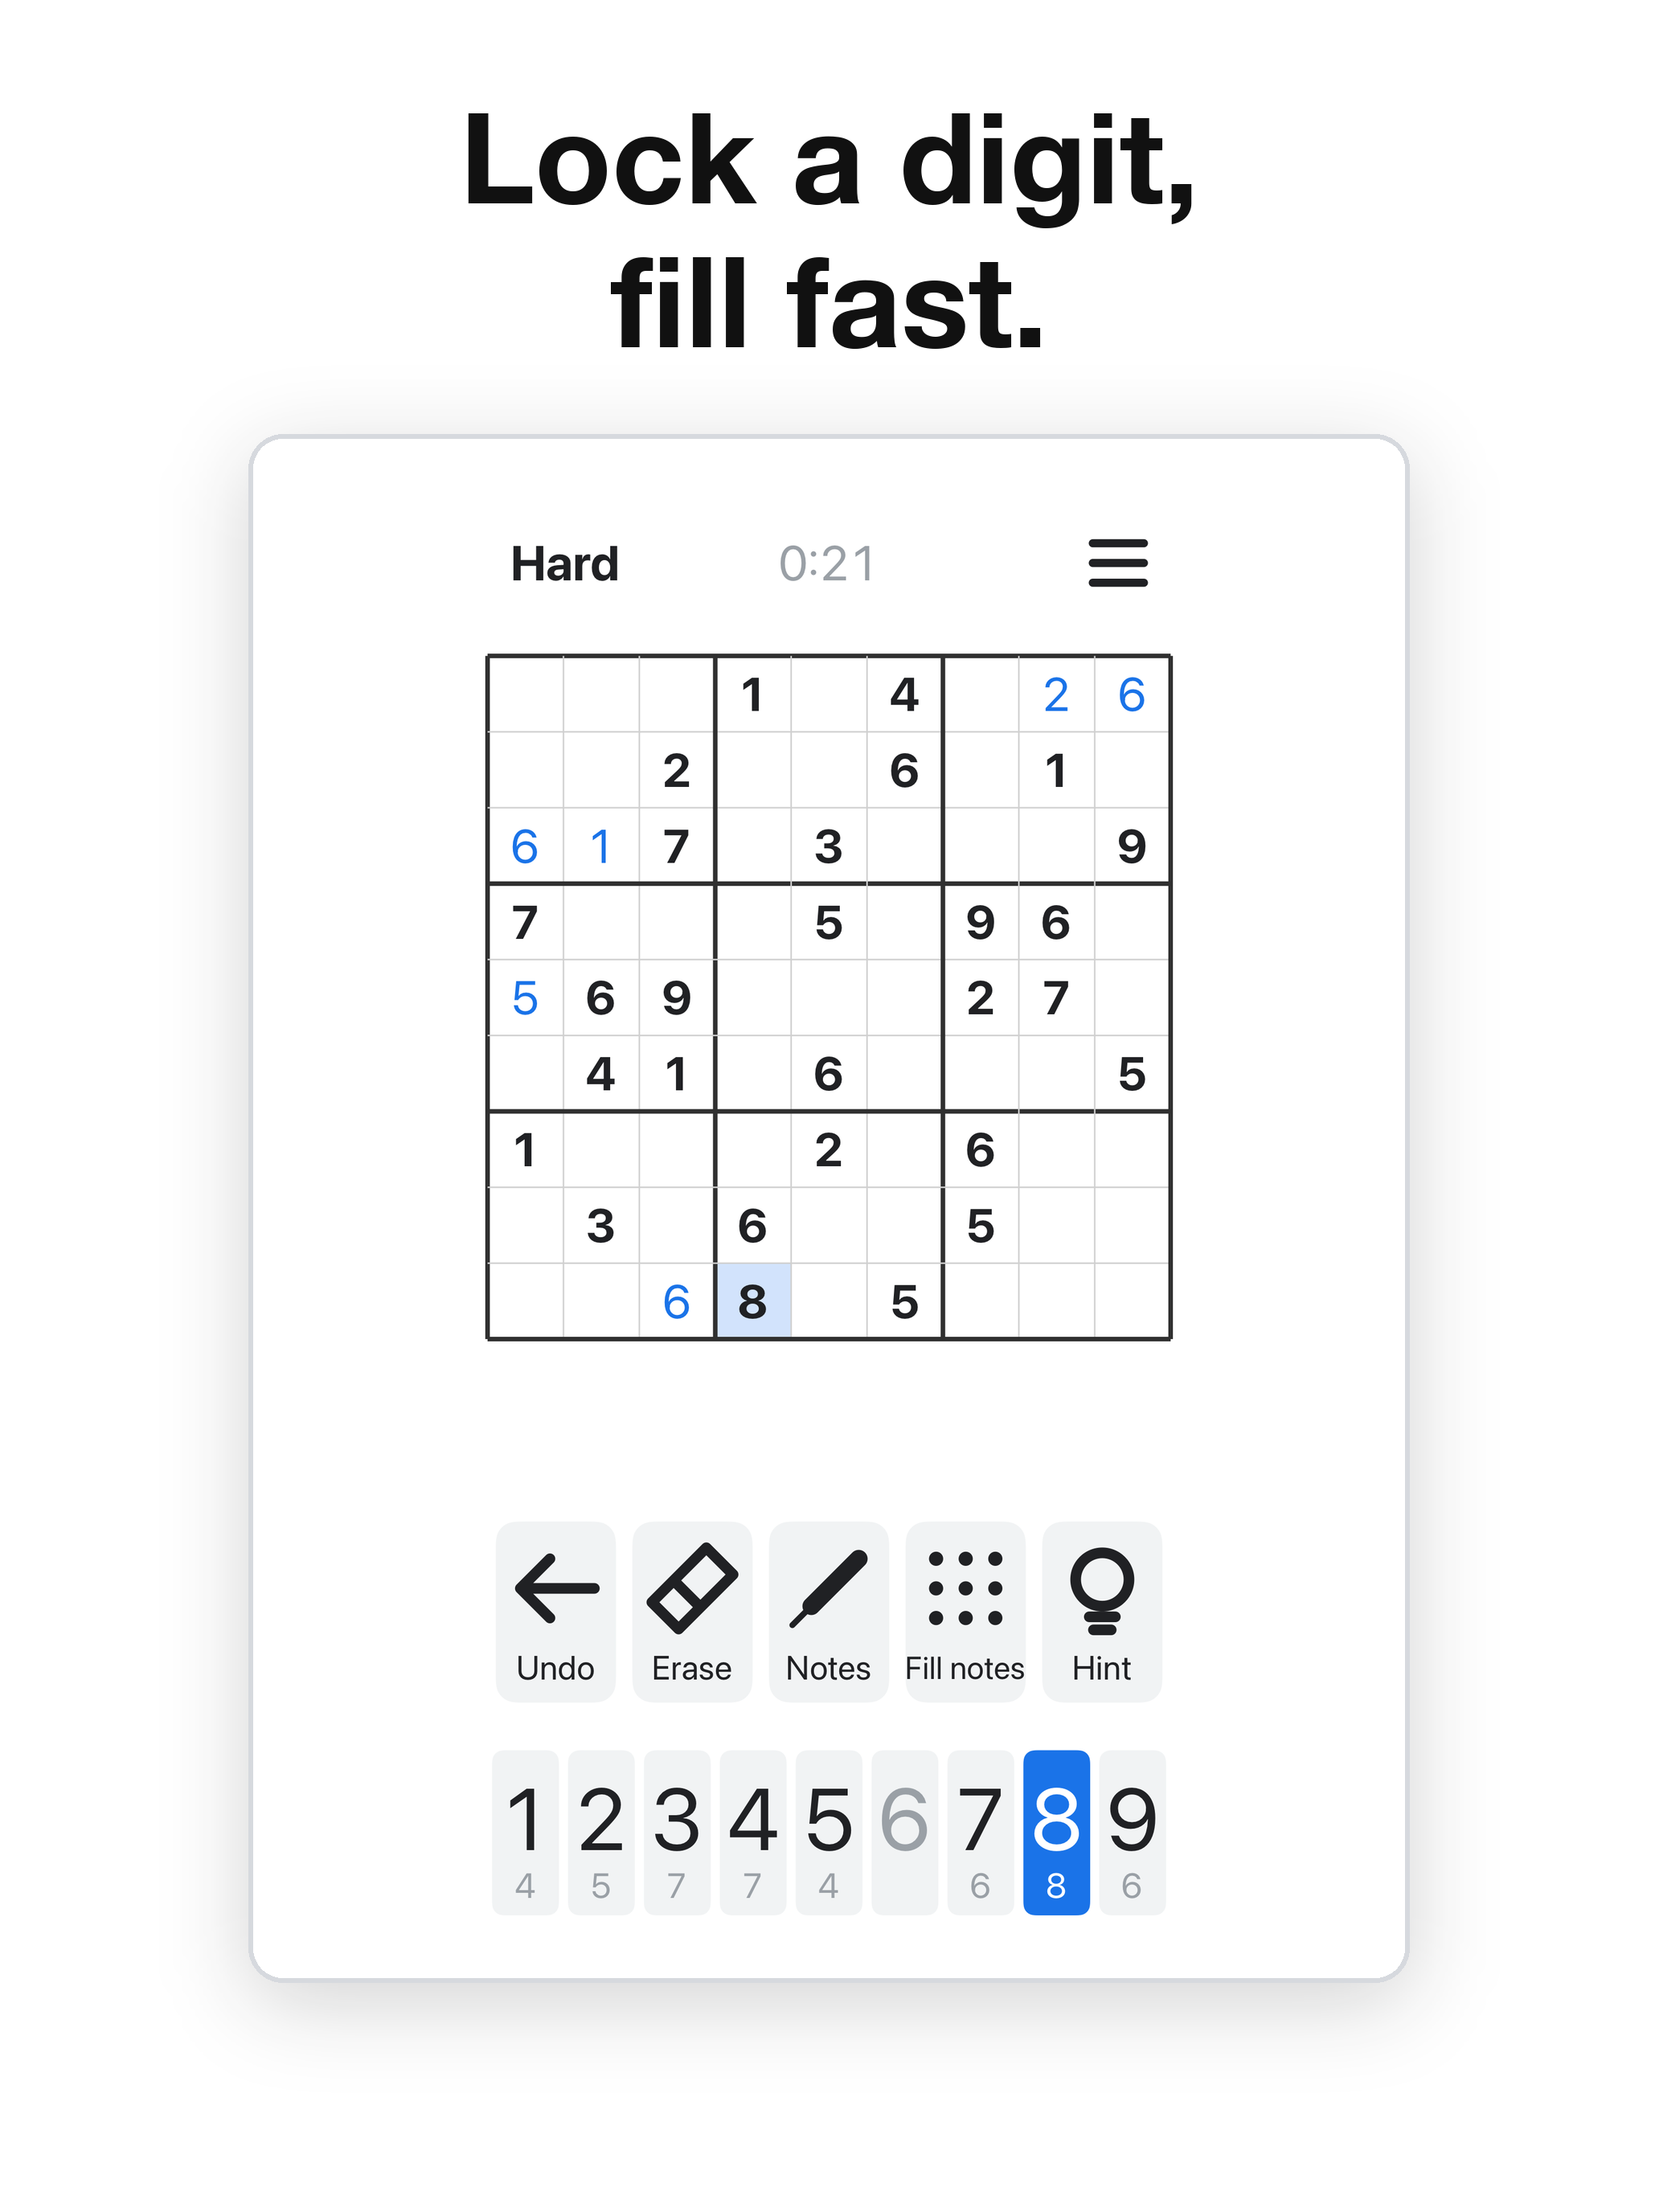 Lock a digit,
fill fast.
Hard 0:21
1 4 2 6
2 6 1
6 1 7 3 9
7 5 9 6
5 6 9 2 7
4 1 6 5
1 2 6
3 6 5
6 8 5
Undo Erase Notes Fill notes Hint
1 2 3 4 5 6 7 8 9
4 5 7 7 4 6 8 6